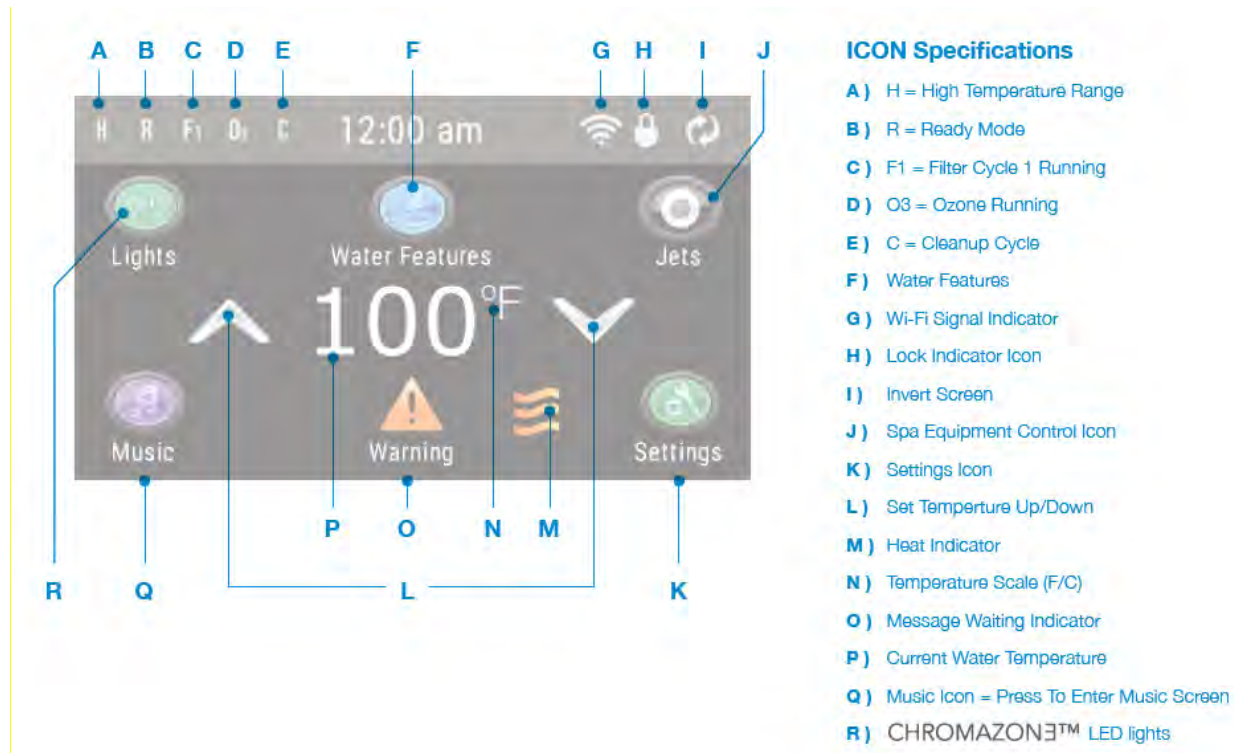 A B C D E F G H I J
H R F1 O3 C 12:00 am
Lights Water Features Jets
100°F
Music Warning Settings
P O N M
R Q L K
ICON Specifications
A ) H = High Temperature Range
B ) R = Ready Mode
C ) F1 = Filter Cycle 1 Running
D ) O3 = Ozone Running
E ) C = Cleanup Cycle
F ) Water Features
G ) Wi-Fi Signal Indicator
H ) Lock Indicator Icon
I ) Invert Screen
J ) Spa Equipment Control Icon
K ) Settings Icon
L ) Set Temperture Up/Down
M ) Heat Indicator
N ) Temperature Scale (F/C)
O ) Message Waiting Indicator
P ) Current Water Temperature
Q ) Music Icon = Press To Enter Music Screen
R ) CHROMAZONƎ™ LED lights